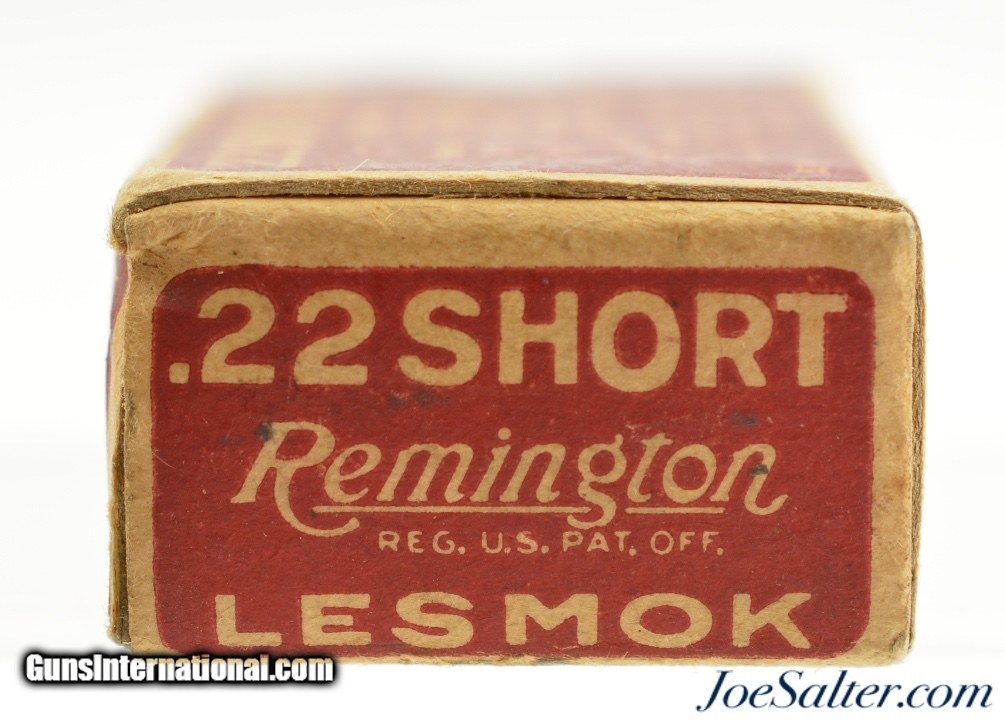 .22 SHORT
Remington
REG. U.S. PAT. OFF.
LESMOK
GunsInternational.com
JoeSalter.com